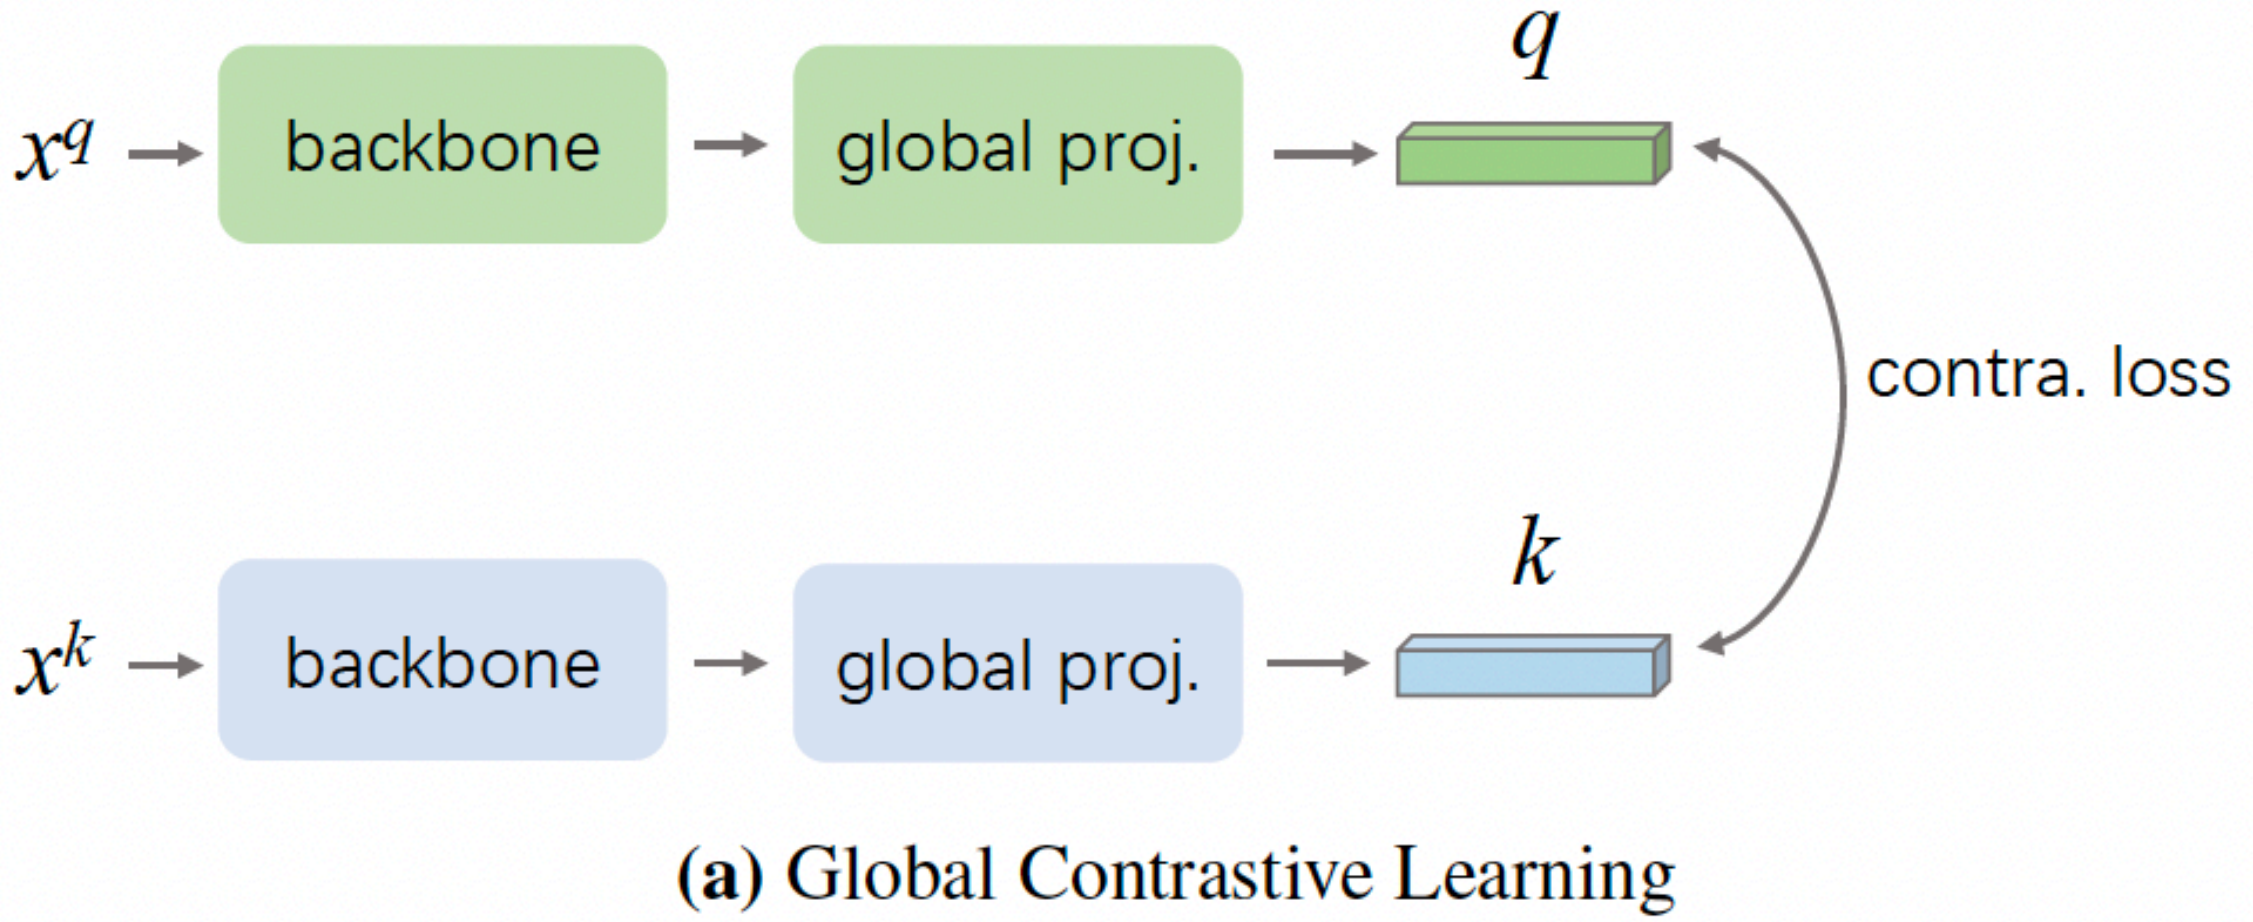 q
x^q backbone global proj.
contra. loss
k
x^k backbone global proj.
(a) Global Contrastive Learning